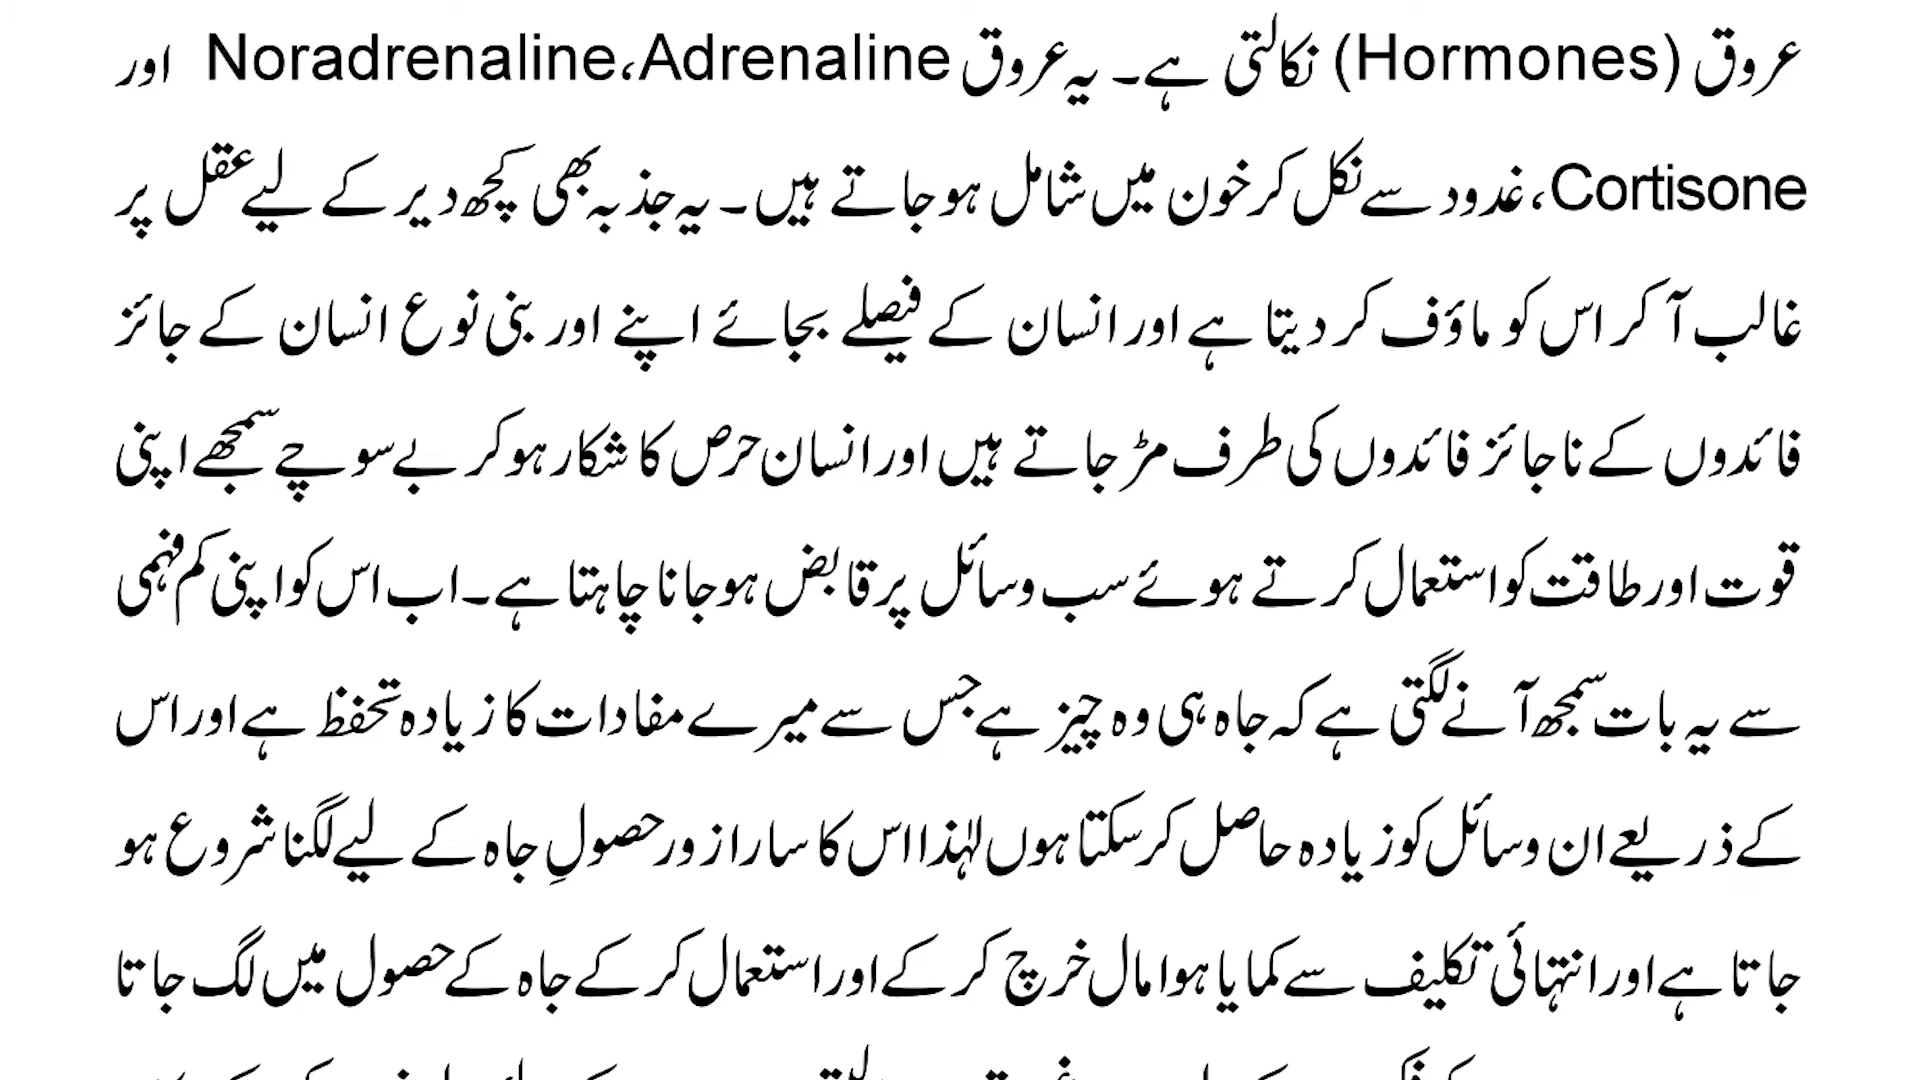 عروق (Hormones) نکالتی ہے۔ یہ عروق Noradrenaline،Adrenaline اور
Cortisone، غدود سے نکل کر خون میں شامل ہو جاتے ہیں۔ یہ جذبہ بھی کچھ دیر کے لیے عقل پر
غالب آ کر اس کو ماؤف کر دیتا ہے اور انسان کے فیصلے بجائے اپنے اور بنی نوع انسان کے جائز
فائدوں کے ناجائز فائدوں کی طرف مڑ جاتے ہیں اور انسان حرص کا شکار ہو کر بے سوچے سمجھے اپنی
قوت اور طاقت کو استعمال کرتے ہوئے سب وسائل پر قابض ہو جانا چاہتا ہے۔ اب اس کو اپنی کم فہمی
سے یہ بات سمجھ آنے لگتی ہے کہ جاہ ہی وہ چیز ہے جس سے میرے مفادات کا زیادہ تحفظ ہے اور اس
کے ذریعے ان وسائل کو زیادہ حاصل کر سکتا ہوں لہٰذا اس کا سارا زور حصولِ جاہ کے لیے لگنا شروع ہو
جاتا ہے اور انتہائی تکلیف سے کمایا ہوا مال خرچ کر کے اور استعمال کر کے جاہ کے حصول میں لگ جاتا